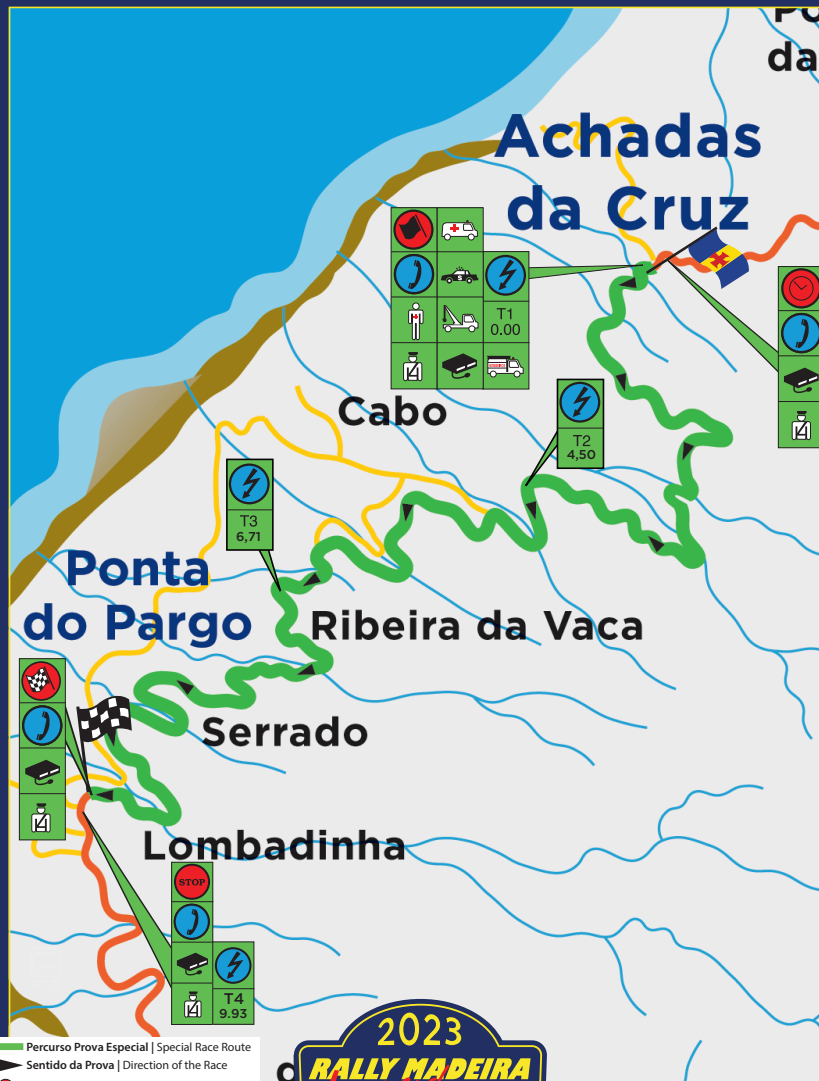 Po
da
Achadas
da Cruz
T1
0.00
Cabo
T2
4,50
T3
6,71
Ponta
do Pargo
Ribeira da Vaca
Serrado
Lombadinha
STOP
T4
9.93
2023
RALLY MADEIRA
Percurso Prova Especial | Special Race Route
Sentido da Prova | Direction of the Race